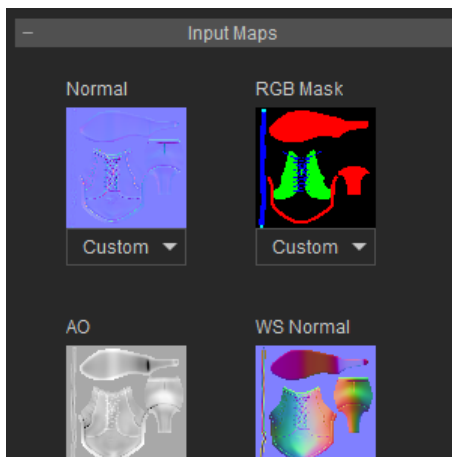 Input Maps
Normal
RGB Mask
Custom
Custom
AO
WS Normal